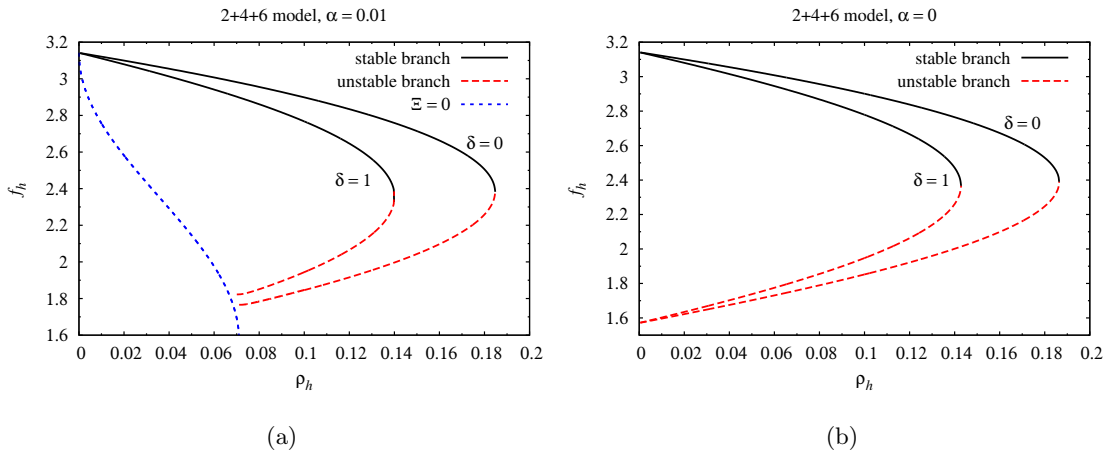 2+4+6 model, α = 0.01
3.2
3
2.8
2.6
2.4
2.2
2
1.8
1.6
f_h
stable branch
unstable branch
Ξ = 0
δ = 0
δ = 1
0 0.02 0.04 0.06 0.08 0.1 0.12 0.14 0.16 0.18 0.2
ρ_h
(a)
2+4+6 model, α = 0
3.2
3
2.8
2.6
2.4
2.2
2
1.8
1.6
f_h
stable branch
unstable branch
δ = 0
δ = 1
0 0.02 0.04 0.06 0.08 0.1 0.12 0.14 0.16 0.18 0.2
ρ_h
(b)